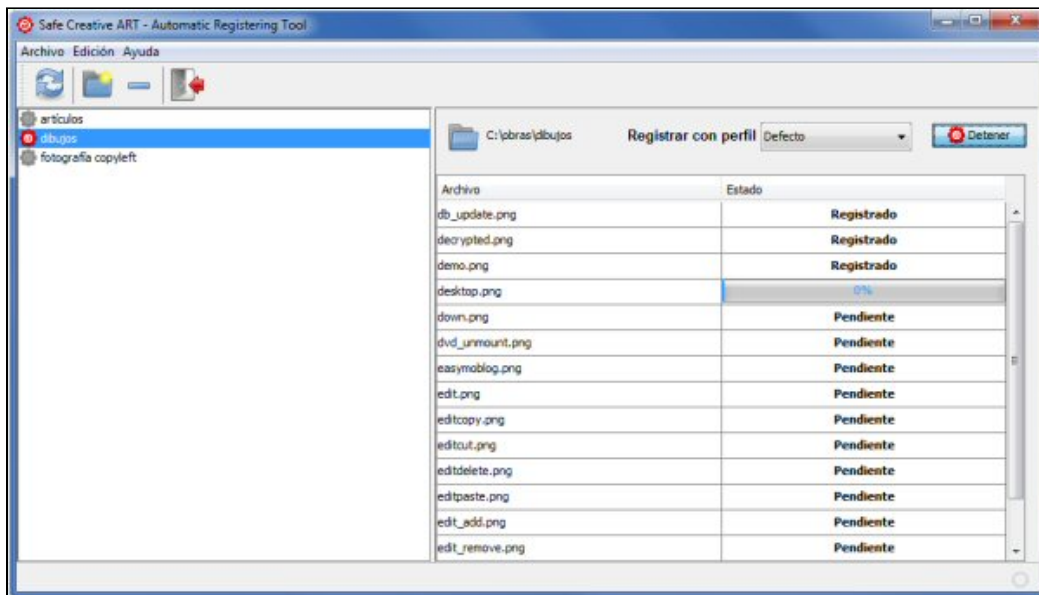 Safe Creative ART - Automatic Registering Tool
Archivo Edición Ayuda
artículos
dibujos
fotografía copyleft
C:\obras\dibujos Registrar con perfil Defecto Detener
Archivo Estado
db_update.png Registrado
decrypted.png Registrado
demo.png Registrado
desktop.png 0%
down.png Pendiente
dvd_unmount.png Pendiente
easymoblog.png Pendiente
edit.png Pendiente
editcopy.png Pendiente
editcut.png Pendiente
editdelete.png Pendiente
editpaste.png Pendiente
edit_add.png Pendiente
edit_remove.png Pendiente